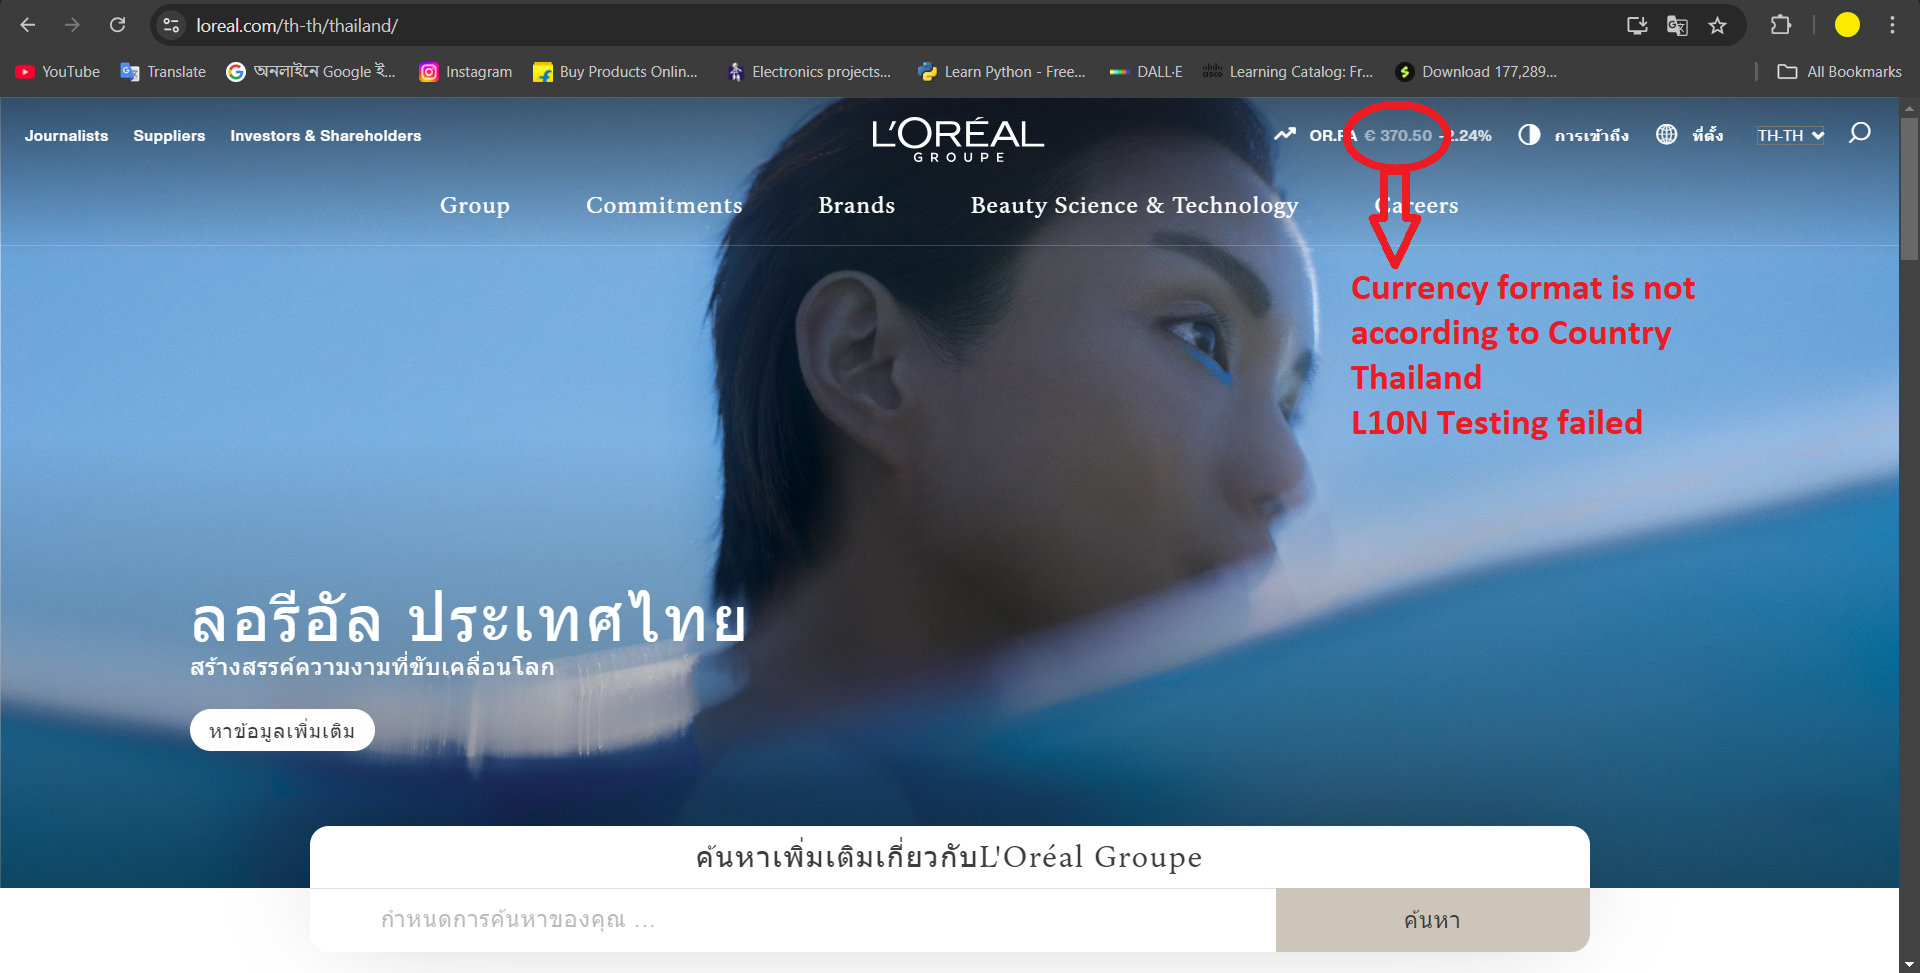 loreal.com/th-th/thailand/
YouTube Translate অনলাইনে Google ই... Instagram Buy Products Onlin... Electronics projects... Learn Python - Free... DALL·E Learning Catalog: Fr... Download 177,289... All Bookmarks
Journalists Suppliers Investors & Shareholders
L'ORÉAL
GROUPE
OR.PA € 370.50 -2.24% การเข้าถึง ที่ตั้ง TH-TH
Group Commitments Brands Beauty Science & Technology Careers
Currency format is not
according to Country
Thailand
L10N Testing failed
ลอรีอัล ประเทศไทย
สร้างสรรค์ความงามที่ขับเคลื่อนโลก
หาข้อมูลเพิ่มเติม
ค้นหาเพิ่มเติมเกี่ยวกับL'Oréal Groupe
กำหนดการค้นหาของคุณ ...
ค้นหา